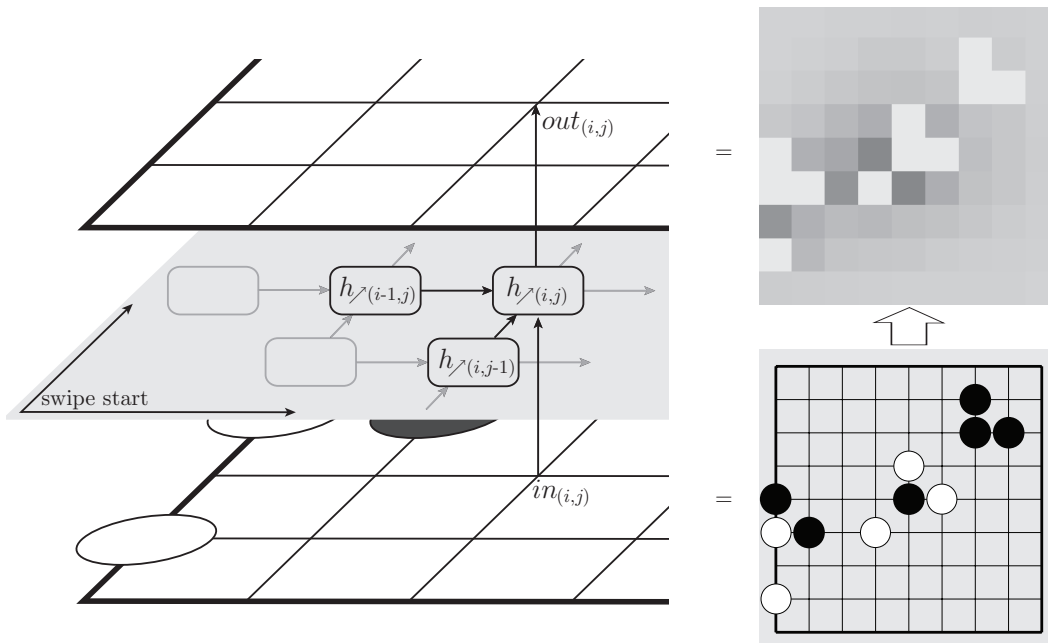 out(i,j)
=
h↗(i-1,j)
h↗(i,j)
h↗(i,j-1)
swipe start
in(i,j)
=